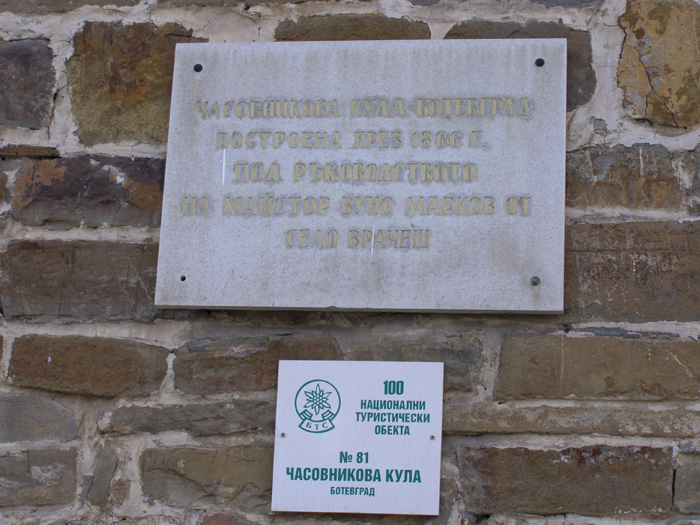 ЧАСОВНИКОВА КУЛА-БОТЕВГРАД
ПОСТРОЕНА ПРЕЗ 1866 Г.
ПОД РЪКОВОДСТВОТО
НА МАЙСТОР ВУНО МАРКОВ ОТ
СЕЛО ВРАЧЕШ
БТС
100
НАЦИОНАЛНИ
ТУРИСТИЧЕСКИ
ОБЕКТА
№ 81
ЧАСОВНИКОВА КУЛА
БОТЕВГРАД